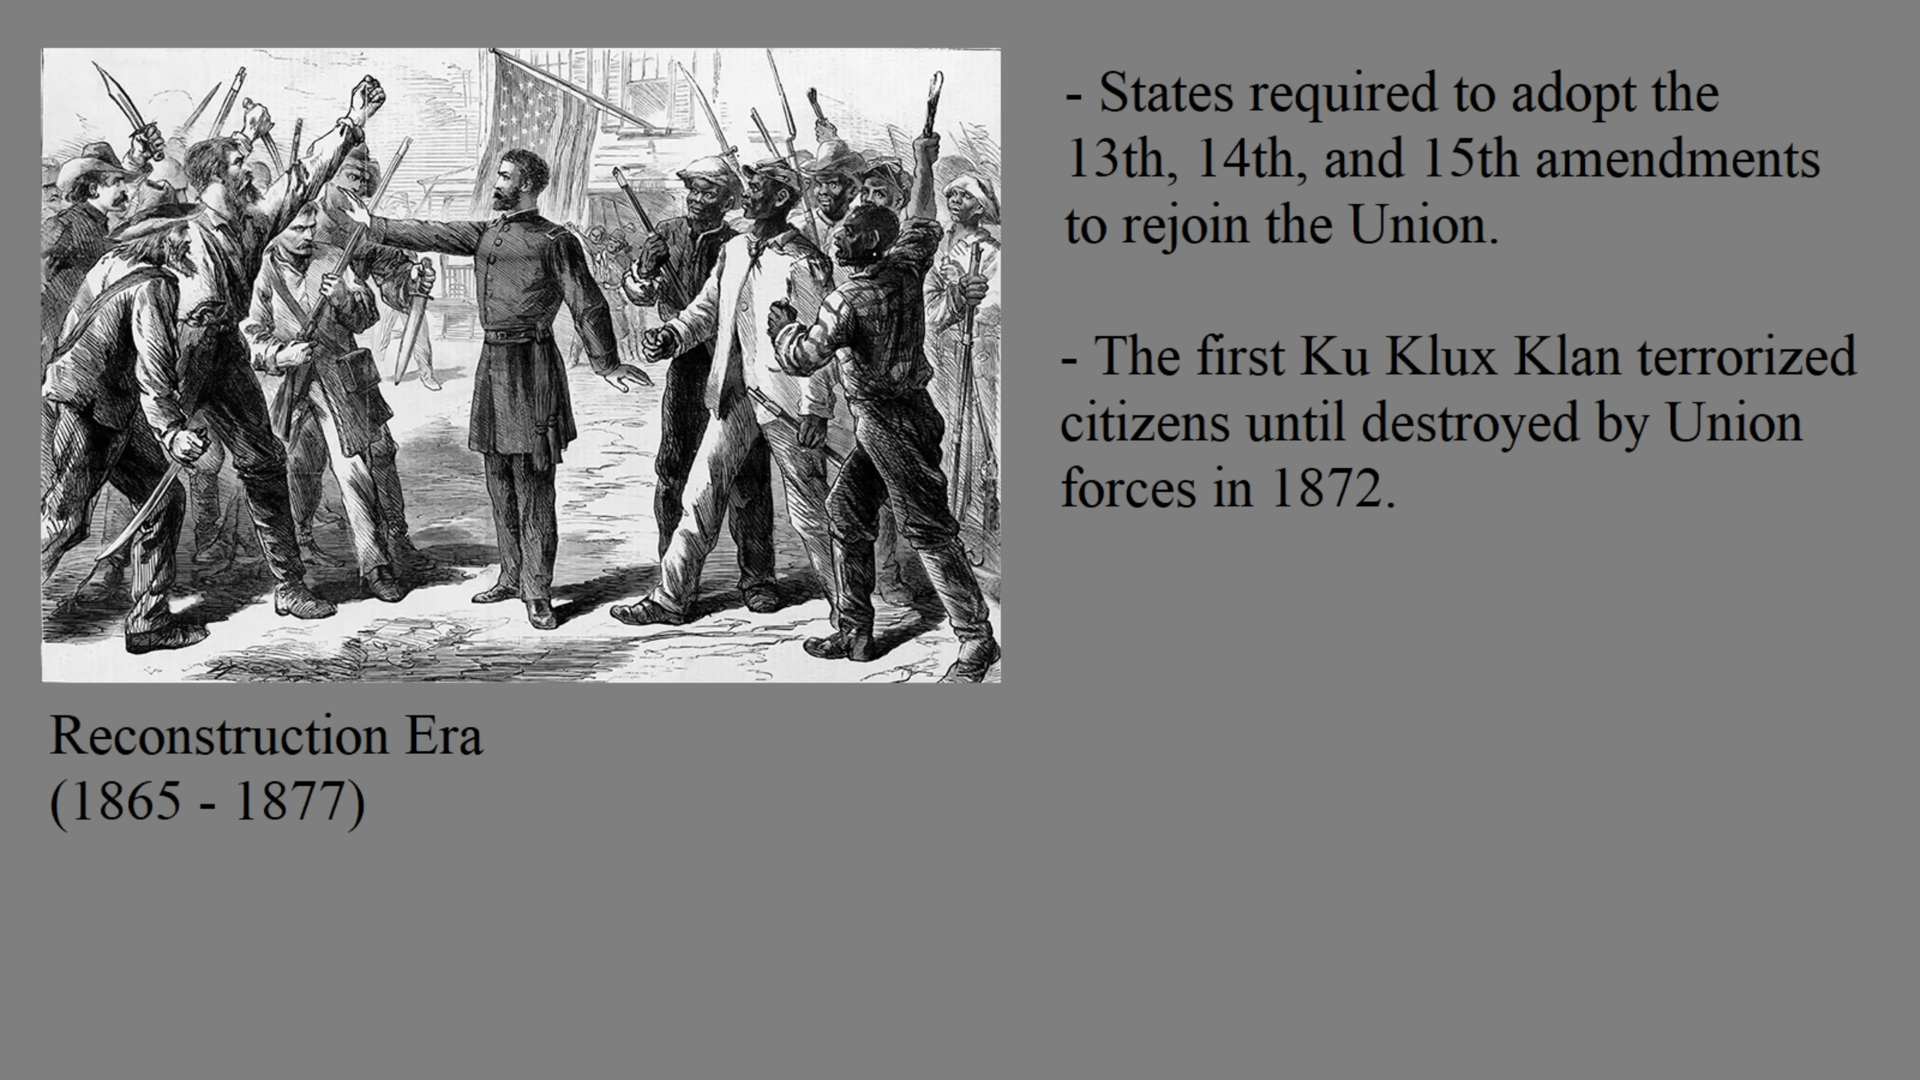 - States required to adopt the
13th, 14th, and 15th amendments
to rejoin the Union.
- The first Ku Klux Klan terrorized
citizens until destroyed by Union
forces in 1872.
Reconstruction Era
(1865 - 1877)